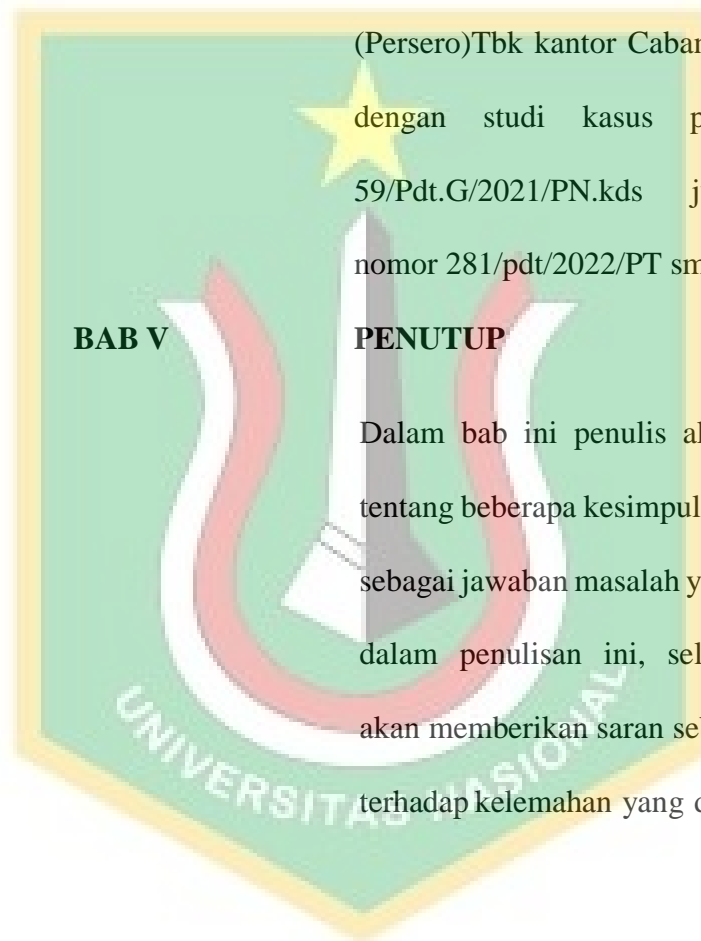 (Persero)Tbk kantor Caban
dengan studi kasus p
59/Pdt.G/2021/PN.kds j
nomor 281/pdt/2022/PT sm
BAB V PENUTUP
Dalam bab ini penulis a
tentang beberapa kesimpul
sebagai jawaban masalah y
dalam penulisan ini, sel
akan memberikan saran se
terhadap kelemahan yang
UNIVERSITAS NASIONAL